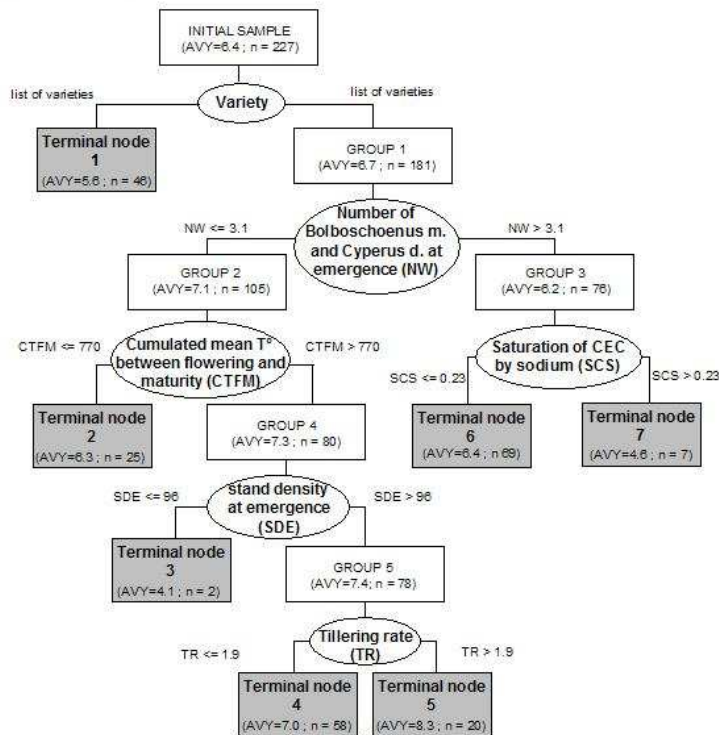 INITIAL SAMPLE
(AVY=6.4 ; n = 227)
list of varieties
list of varieties
Variety
Terminal node
1
(AVY=5.6 ; n = 46)
GROUP 1
(AVY=6.7 ; n = 181)
NW <= 3.1
Number of
Bolboschoenus m.
and Cyperus d. at
emergence (NW)
NW > 3.1
GROUP 2
(AVY=7.1 ; n = 105)
GROUP 3
(AVY=6.2 ; n = 76)
CTFM <= 770
Cumulated mean T°
between flowering and
maturity (CTFM)
CTFM > 770
Saturation of CEC
by sodium (SCS)
SCS <= 0.23
SCS > 0.23
Terminal node
2
(AVY=6.3 ; n = 25)
GROUP 4
(AVY=7.3 ; n = 80)
Terminal node
6
(AVY=6.4 ; n 69)
Terminal node
7
(AVY=4.6 ; n = 7)
SDE <= 96
stand density
at emergence
(SDE)
SDE > 96
Terminal node
3
(AVY=4.1 ; n = 2)
GROUP 5
(AVY=7.4 ; n = 78)
TR <= 1.9
Tillering rate
(TR)
TR > 1.9
Terminal node
4
(AVY=7.0 ; n = 58)
Terminal node
5
(AVY=8.3 ; n = 20)